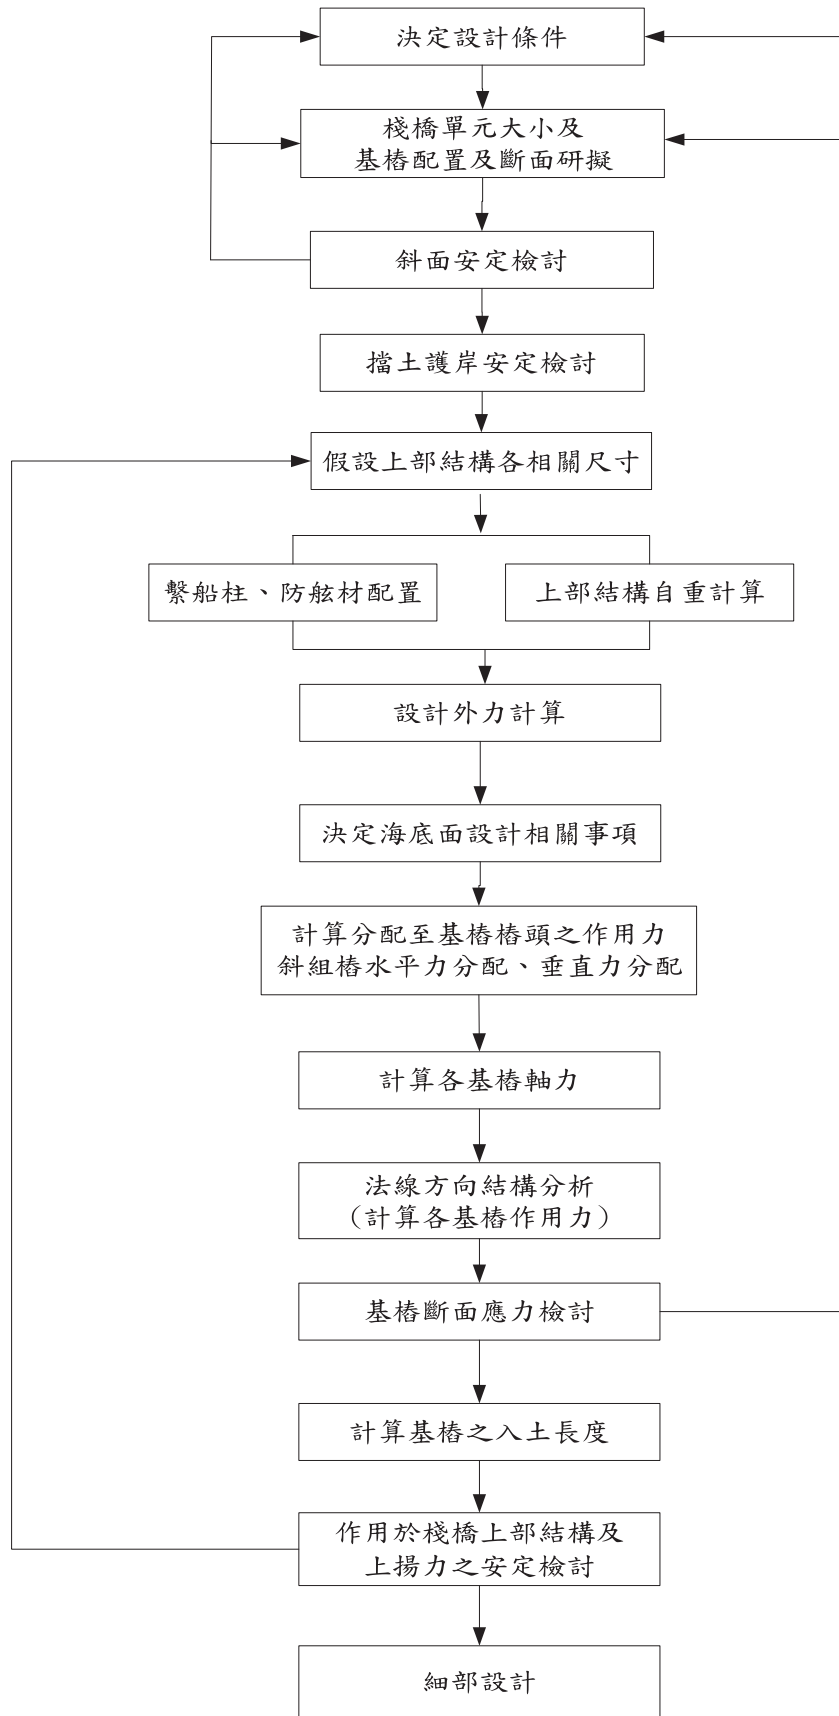 決定設計條件
棧橋單元大小及
基樁配置及斷面研擬
斜面安定檢討
擋土護岸安定檢討
假設上部結構各相關尺寸
繫船柱、防舷材配置
上部結構自重計算
設計外力計算
決定海底面設計相關事項
計算分配至基樁樁頭之作用力
斜組樁水平力分配、垂直力分配
計算各基樁軸力
法線方向結構分析
(計算各基樁作用力)
基樁斷面應力檢討
計算基樁之入土長度
作用於棧橋上部結構及
上揚力之安定檢討
細部設計